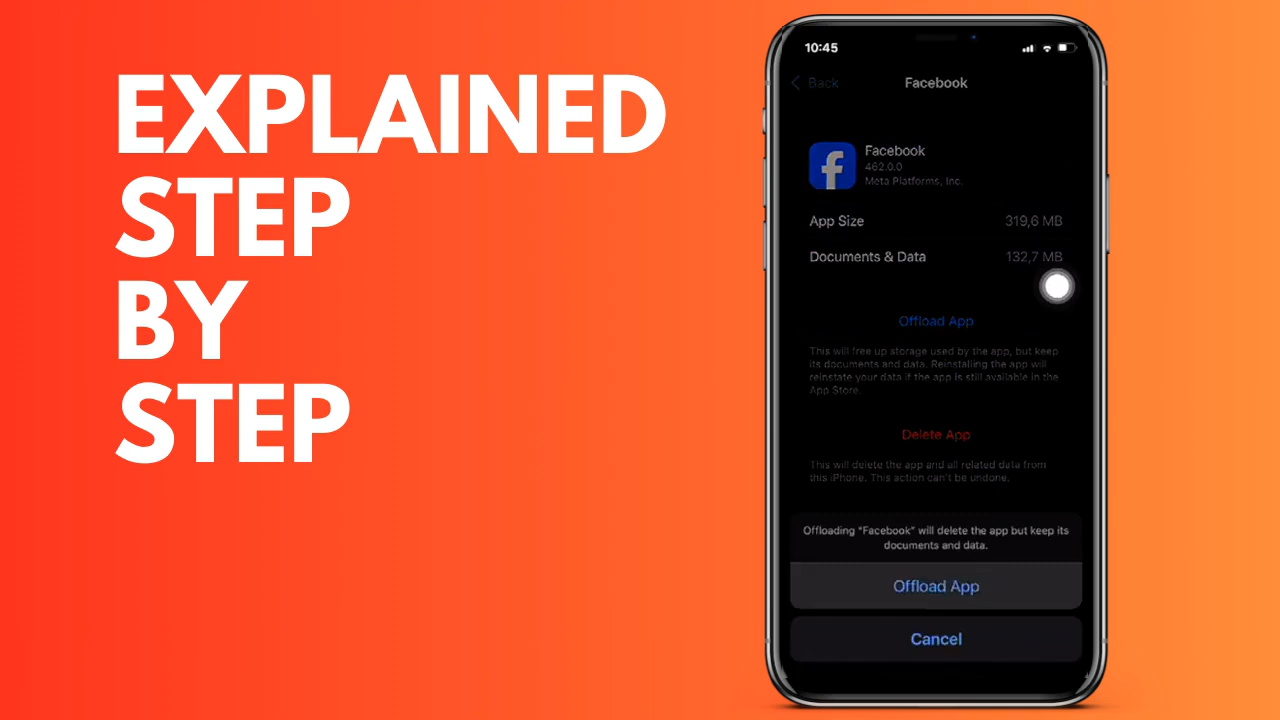 EXPLAINED
STEP
BY
STEP
10:45
Back
Facebook
Facebook
462.0.0
Meta Platforms, Inc.
App Size 319,6 MB
Documents & Data 132,7 MB
Offload App
This will free up storage used by the app, but keep
its documents and data. Reinstalling the app will
reinstate your data if the app is still available in the
App Store.
Delete App
This will delete the app and all related data from
this iPhone. This action can't be undone.
Offloading “Facebook” will delete the app but keep its
documents and data.
Offload App
Cancel